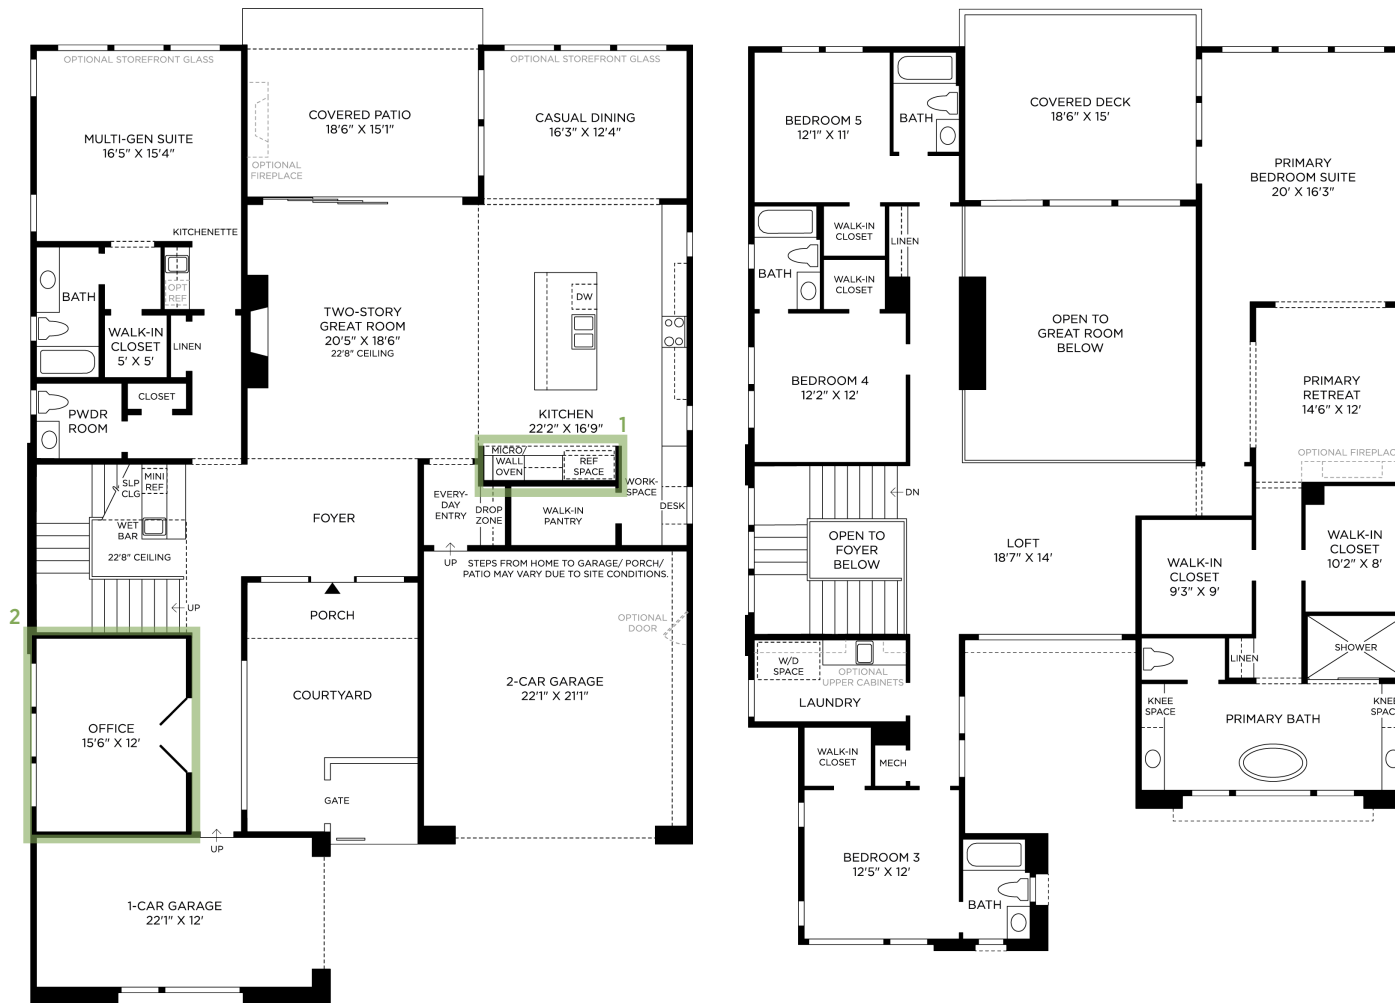 OPTIONAL STOREFRONT GLASS
MULTI-GEN SUITE
16'5" X 15'4"
COVERED PATIO
18'6" X 15'1"
OPTIONAL
FIREPLACE
OPTIONAL STOREFRONT GLASS
CASUAL DINING
16'3" X 12'4"
KITCHENETTE
OPT
REF
BATH
WALK-IN
CLOSET
5' X 5'
LINEN
CLOSET
PWDR
ROOM
TWO-STORY
GREAT ROOM
20'5" X 18'6"
22'8" CEILING
DW
KITCHEN
22'2" X 16'9"
1
MICRO/
WALL
OVEN
REF
SPACE
WORK-
SPACE
DESK
EVERY-
DAY
ENTRY
DROP
ZONE
WALK-IN
PANTRY
SLP
CLG
MINI
REF
WET
BAR
22'8" CEILING
FOYER
UP
STEPS FROM HOME TO GARAGE/ PORCH/
PATIO MAY VARY DUE TO SITE CONDITIONS.
UP
PORCH
OPTIONAL
DOOR
2
OFFICE
15'6" X 12'
COURTYARD
2-CAR GARAGE
22'1" X 21'1"
GATE
UP
1-CAR GARAGE
22'1" X 12'
BEDROOM 5
12'1" X 11'
BATH
COVERED DECK
18'6" X 15'
PRIMARY
BEDROOM SUITE
20' X 16'3"
WALK-IN
CLOSET
LINEN
BATH
WALK-IN
CLOSET
OPEN TO
GREAT ROOM
BELOW
BEDROOM 4
12'2" X 12'
PRIMARY
RETREAT
14'6" X 12'
OPTIONAL FIREPLAC
DN
OPEN TO
FOYER
BELOW
LOFT
18'7" X 14'
WALK-IN
CLOSET
9'3" X 9'
WALK-IN
CLOSET
10'2" X 8'
W/D
SPACE
OPTIONAL
UPPER CABINETS
LAUNDRY
LINEN
SHOWER
KNEE
SPACE
PRIMARY BATH
KNEE
SPAC
WALK-IN
CLOSET
MECH
BEDROOM 3
12'5" X 12'
BATH